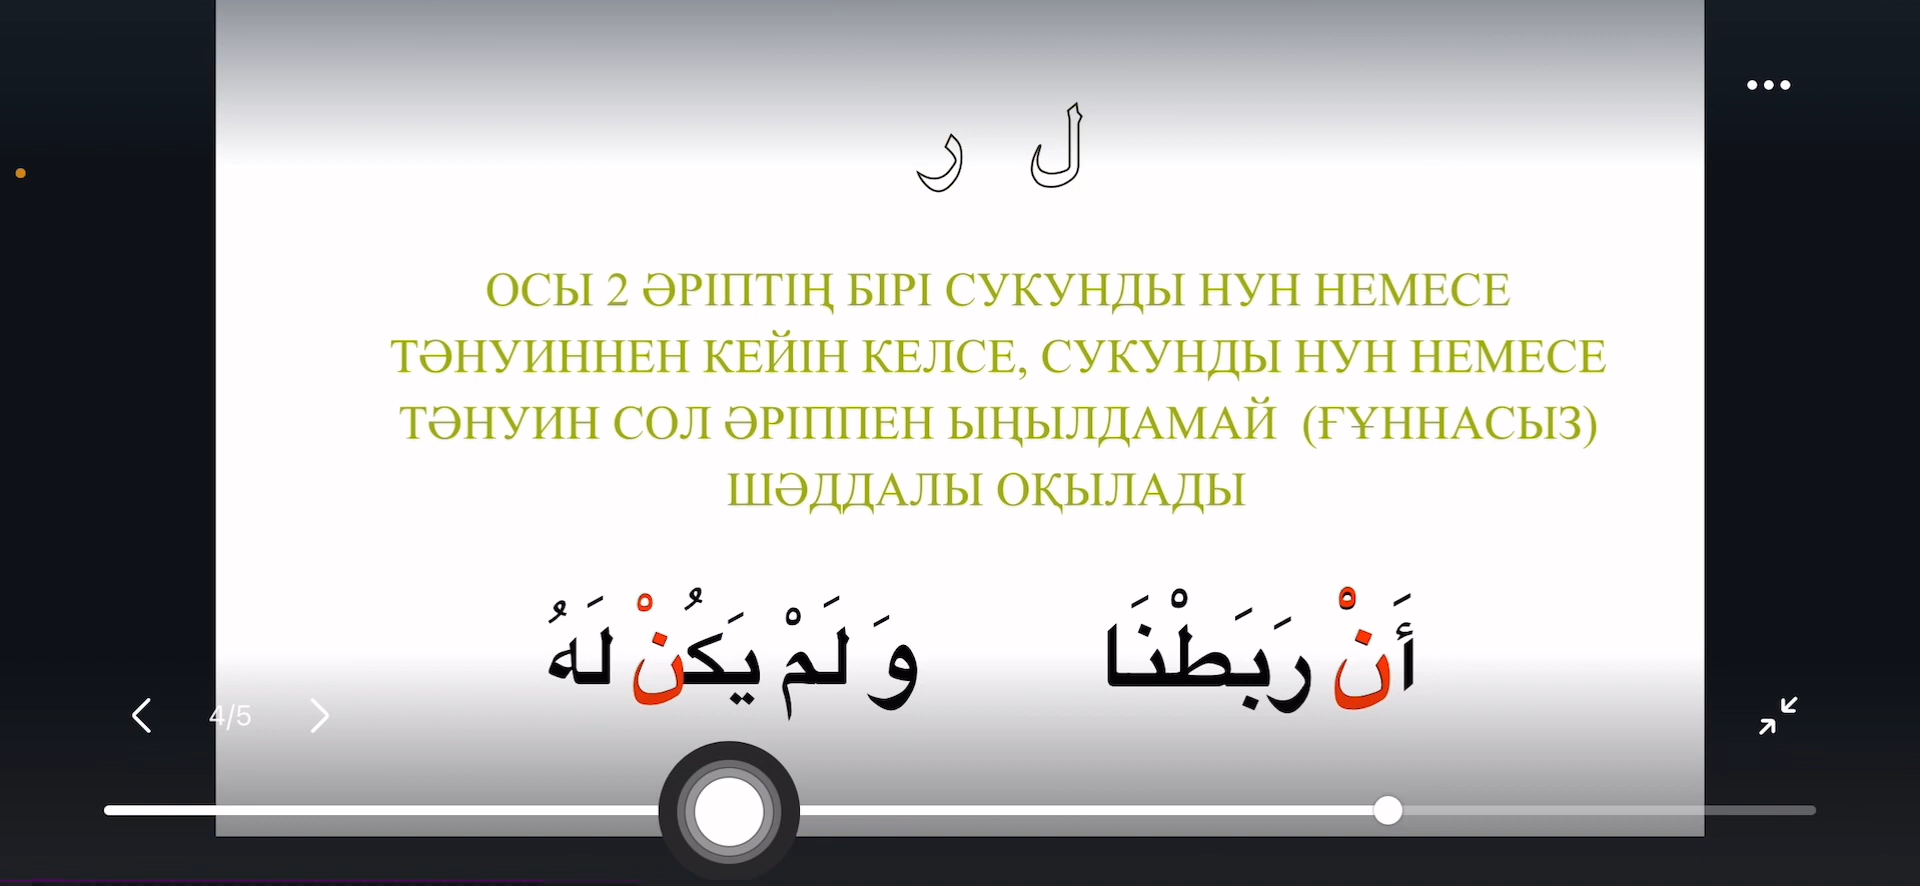 ل ر
ОСЫ 2 ӘРІПТІҢ БІРІ СУКУНДЫ НУН НЕМЕСЕ
ТӘНУИННЕН КЕЙІН КЕЛСЕ, СУКУНДЫ НУН НЕМЕСЕ
ТӘНУИН СОЛ ӘРІППЕН ЫҢЫЛДАМАЙ (ҒҰННАСЫЗ)
ШӘДДАЛЫ ОҚЫЛАДЫ
أَنْ رَبَطْنَا وَ لَمْ يَكُنْ لَهُ
4/5